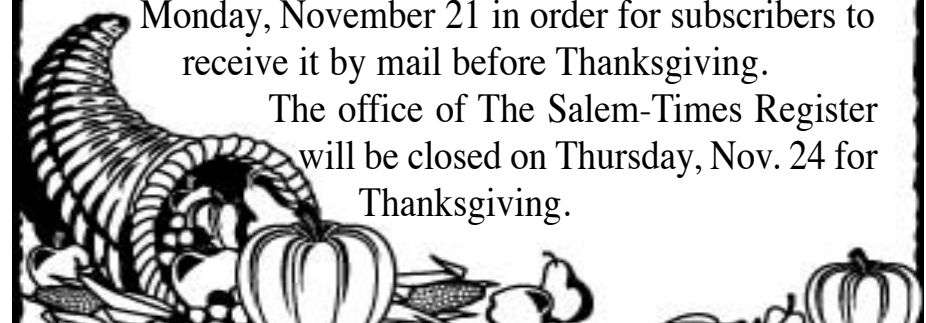 Monday, November 21 in order for subscribers to
receive it by mail before Thanksgiving.
The office of The Salem-Times Register
will be closed on Thursday, Nov. 24 for
Thanksgiving.